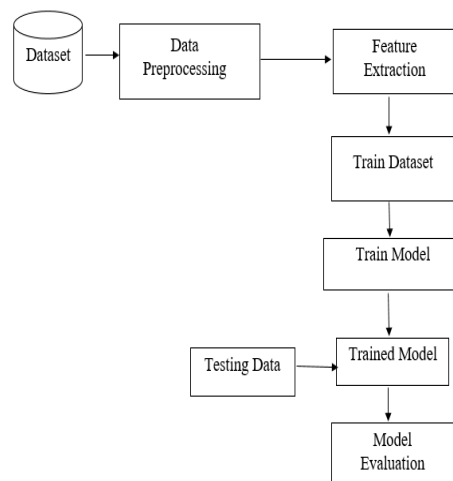 Dataset
Data
Preprocessing
Feature
Extraction
Train Dataset
Train Model
Testing Data
Trained Model
Model
Evaluation